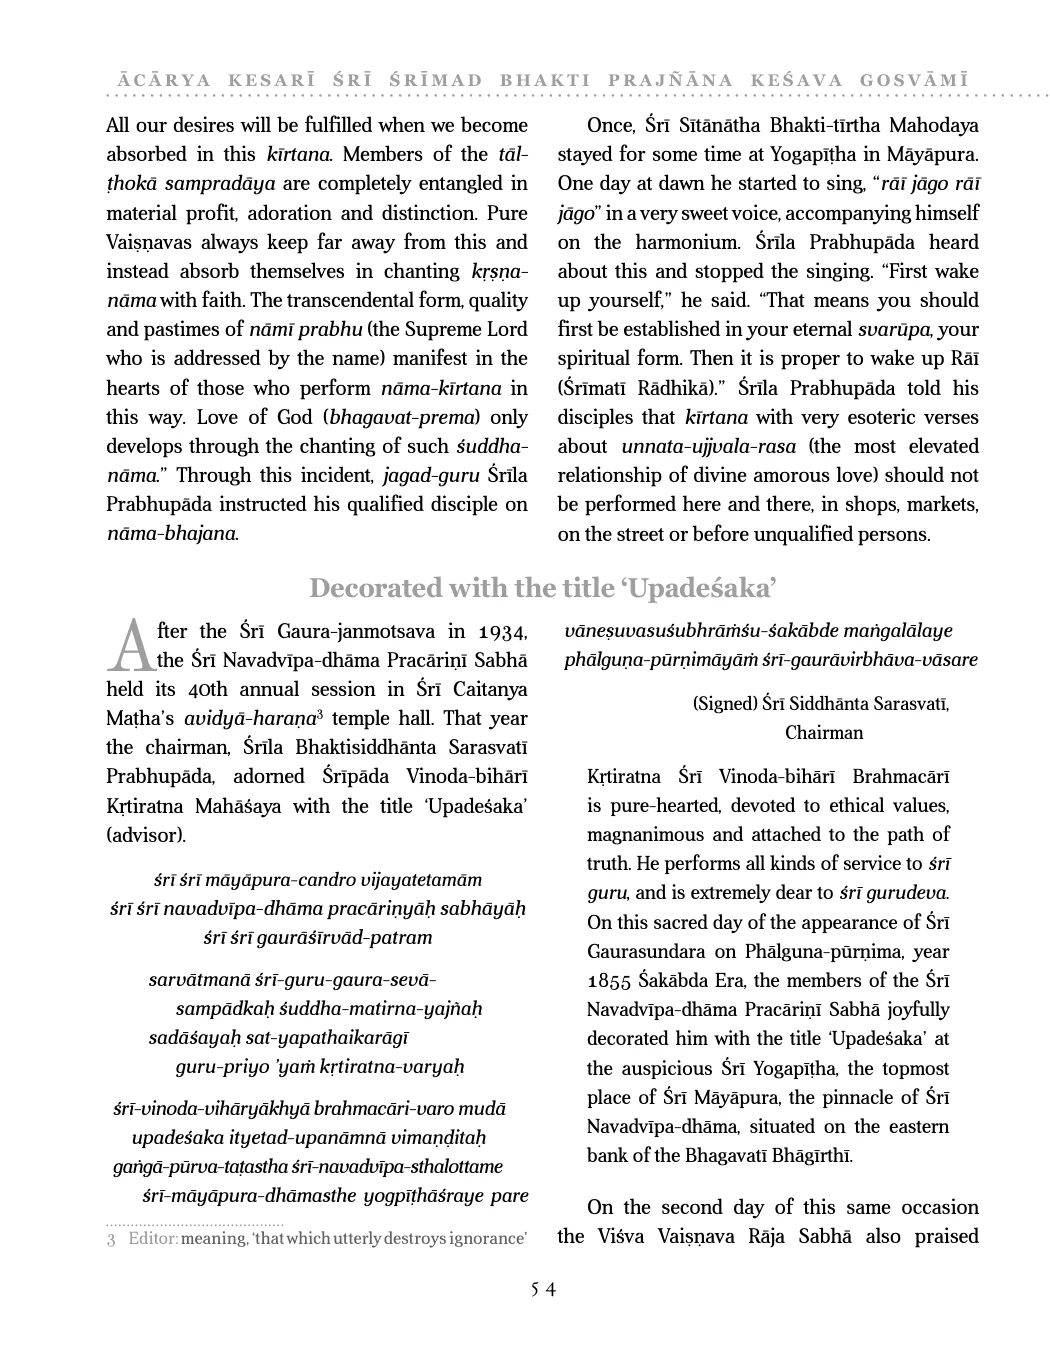 ĀCĀRYA KESARĪ ŚRĪ ŚRĪMAD BHAKTI PRAJÑĀNA KEŚAVA GOSVĀMĪ
All our desires will be fulfilled when we become
absorbed in this kīrtana. Members of the tāl-
ṭhokā sampradāya are completely entangled in
material profit, adoration and distinction. Pure
Vaiṣṇavas always keep far away from this and
instead absorb themselves in chanting kṛṣṇa-
nāma with faith. The transcendental form, quality
and pastimes of nāmī prabhu (the Supreme Lord
who is addressed by the name) manifest in the
hearts of those who perform nāma-kīrtana in
this way. Love of God (bhagavat-prema) only
develops through the chanting of such śuddha-
nāma.” Through this incident, jagad-guru Śrīla
Prabhupāda instructed his qualified disciple on
nāma-bhajana.
Once, Śrī Sītānātha Bhakti-tīrtha Mahodaya
stayed for some time at Yogapīṭha in Māyāpura.
One day at dawn he started to sing, “rāī jāgo rāī
jāgo” in a very sweet voice, accompanying himself
on the harmonium. Śrīla Prabhupāda heard
about this and stopped the singing. “First wake
up yourself,” he said. “That means you should
first be established in your eternal svarūpa, your
spiritual form. Then it is proper to wake up Rāī
(Śrīmatī Rādhikā).” Śrīla Prabhupāda told his
disciples that kīrtana with very esoteric verses
about unnata-ujjvala-rasa (the most elevated
relationship of divine amorous love) should not
be performed here and there, in shops, markets,
on the street or before unqualified persons.
Decorated with the title ‘Upadeśaka’
After the Śrī Gaura-janmotsava in 1934,
the Śrī Navadvīpa-dhāma Pracāriṇī Sabhā
held its 40th annual session in Śrī Caitanya
Maṭha’s avidyā-haraṇa³ temple hall. That year
the chairman, Śrīla Bhaktisiddhānta Sarasvatī
Prabhupāda, adorned Śrīpāda Vinoda-bihārī
Kṛtiratna Mahāśaya with the title ‘Upadeśaka’
(advisor).
śrī śrī māyāpura-candro vijayatetamām
śrī śrī navadvīpa-dhāma pracāriṇyāḥ sabhāyāḥ
śrī śrī gaurāśīrvād-patram
sarvātmanā śrī-guru-gaura-sevā-
sampādkaḥ śuddha-matirna-yajñaḥ
sadāśayaḥ sat-yapathaikarāgī
guru-priyo ’yaṁ kṛtiratna-varyaḥ
śrī-vinoda-vihāryākhyā brahmacāri-varo mudā
upadeśaka ityetad-upanāmnā vimaṇḍitaḥ
gaṅgā-pūrva-taṭastha śrī-navadvīpa-sthalottame
śrī-māyāpura-dhāmasthe yogpīṭhāśraye pare
3 Editor: meaning, ‘that which utterly destroys ignorance’
vāneṣuvasuśubhrāṁśu-śakābde maṅgalālaye
phālguṇa-pūrṇimāyāṁ śrī-gaurāvirbhāva-vāsare
(Signed) Śrī Siddhānta Sarasvatī,
Chairman
Kṛtiratna Śrī Vinoda-bihārī Brahmacārī
is pure-hearted, devoted to ethical values,
magnanimous and attached to the path of
truth. He performs all kinds of service to śrī
guru, and is extremely dear to śrī gurudeva.
On this sacred day of the appearance of Śrī
Gaurasundara on Phālguna-pūrṇima, year
1855 Śakābda Era, the members of the Śrī
Navadvīpa-dhāma Pracāriṇī Sabhā joyfully
decorated him with the title ‘Upadeśaka’ at
the auspicious Śrī Yogapīṭha, the topmost
place of Śrī Māyāpura, the pinnacle of Śrī
Navadvīpa-dhāma, situated on the eastern
bank of the Bhagavatī Bhāgīrthī.
On the second day of this same occasion
the Viśva Vaiṣṇava Rāja Sabhā also praised
54